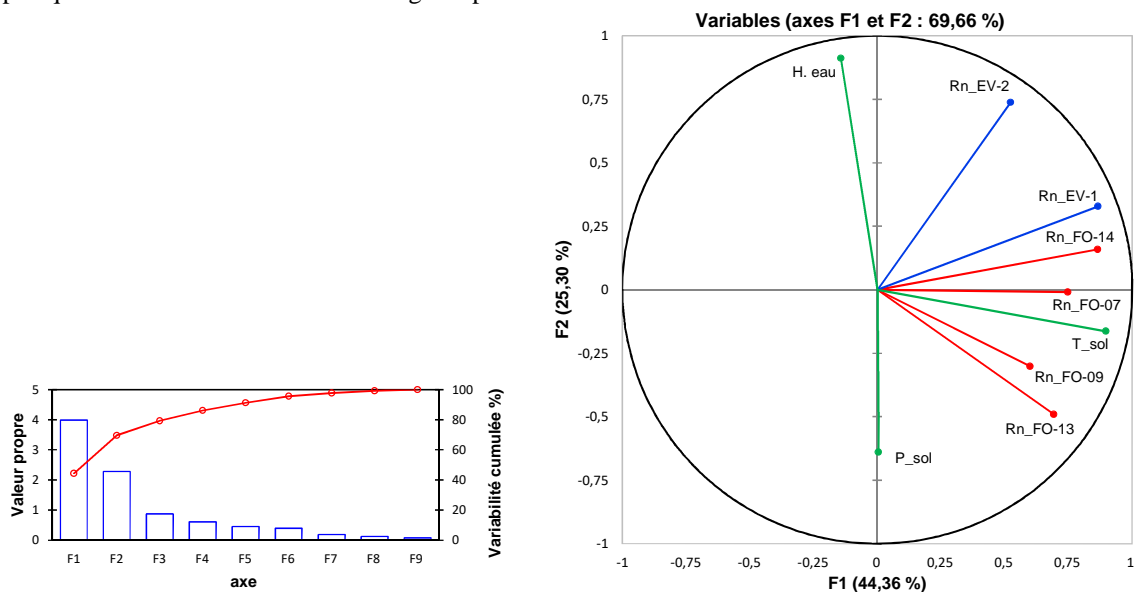 Variables (axes F1 et F2 : 69,66 %)
1
0,75
0,5
0,25
0
-0,25
-0,5
-0,75
-1
F2 (25,30 %)
H. eau
Rn_EV-2
Rn_EV-1
Rn_FO-14
Rn_FO-07
T_sol
Rn_FO-09
Rn_FO-13
P_sol
-1 -0,75 -0,5 -0,25 0 0,25 0,5 0,75 1
F1 (44,36 %)
Valeur propre
5
4
3
2
1
0
100
80
60
40
20
0
Variabilité cumulée %)
F1 F2 F3 F4 F5 F6 F7 F8 F9
axe